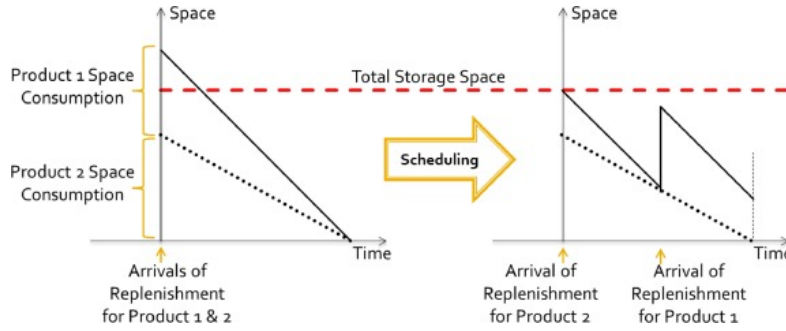 Space
Product 1 Space
Consumption
Product 2 Space
Consumption
Time
Arrivals of
Replenishment
for Product 1 & 2
Total Storage Space
Scheduling
Space
Time
Arrival of
Replenishment
for Product 2
Arrival of
Replenishment
for Product 1